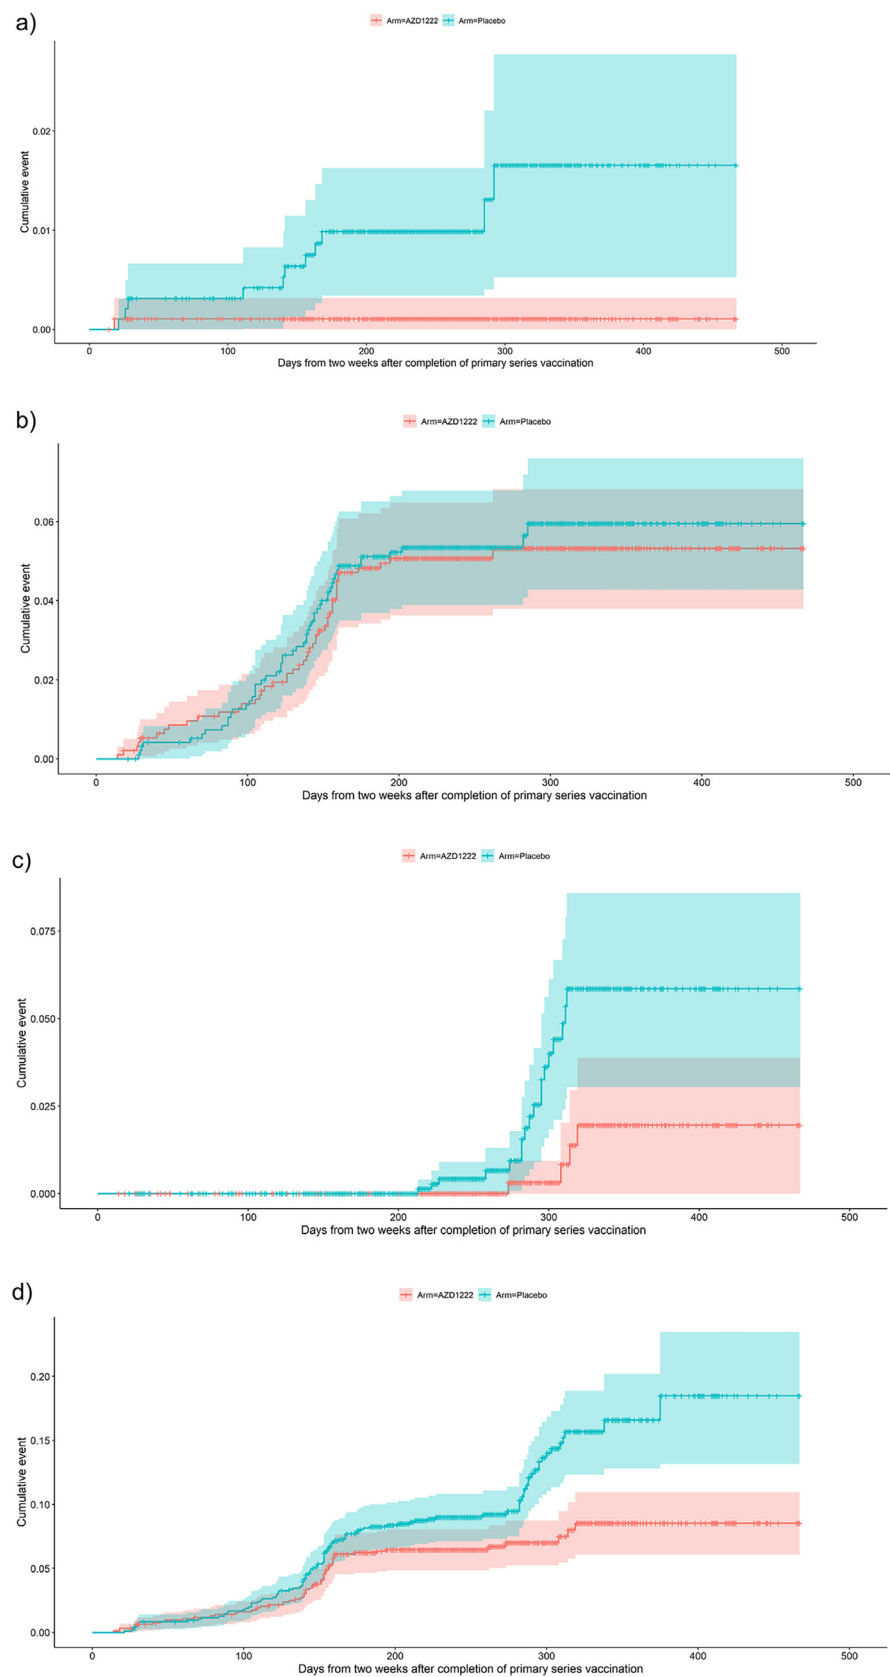 a)
Arm=AZD1222 Arm=Placebo
Cumulative event
0.02
0.01
0.00
0 100 200 300 400 500
Days from two weeks after completion of primary series vaccination
b)
Arm=AZD1222 Arm=Placebo
Cumulative event
0.06
0.04
0.02
0.00
0 100 200 300 400 500
Days from two weeks after completion of primary series vaccination
c)
Arm=AZD1222 Arm=Placebo
Cumulative event
0.075
0.050
0.025
0.000
0 100 200 300 400 500
Days from two weeks after completion of primary series vaccination
d)
Arm=AZD1222 Arm=Placebo
Cumulative event
0.20
0.15
0.10
0.05
0.00
0 100 200 300 400 500
Days from two weeks after completion of primary series vaccination